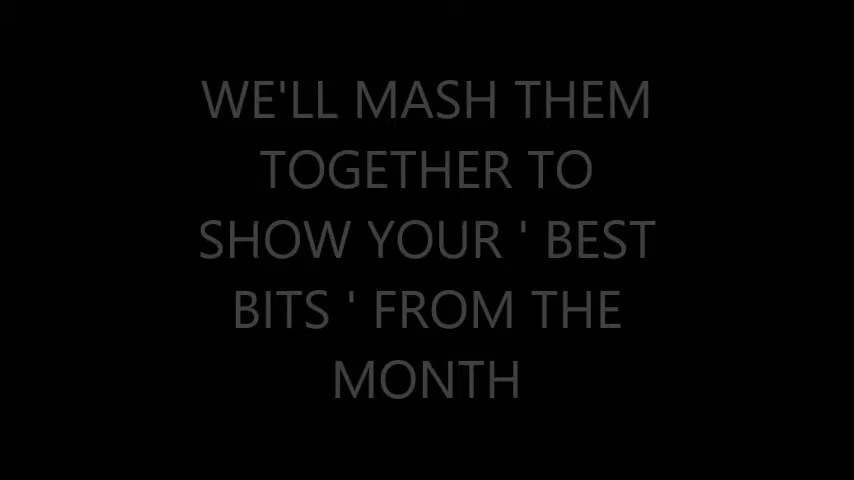 WE'LL MASH THEM
TOGETHER TO
SHOW YOUR ' BEST
BITS ' FROM THE
MONTH